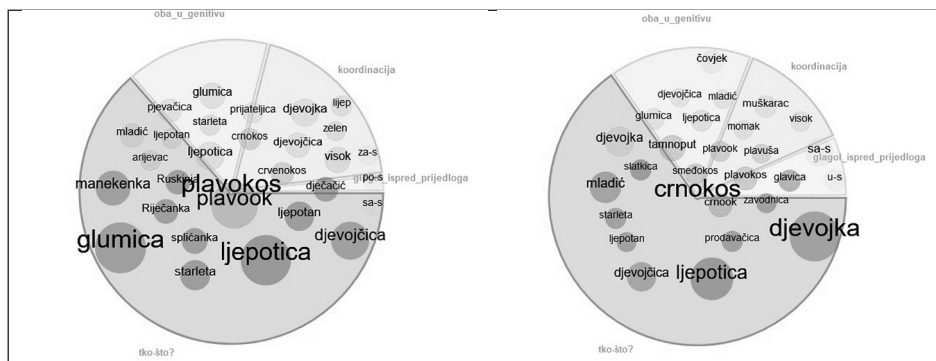 oba_u_genitivu
koordinacija
glumica
pjevačica
prijateljica
djevojka
lijep
starleta
zelen
mladić
ljepotan
crnokos
djevojčica
arijevac
ljepotica
visok
za-s
crvenokos
manekenka
Ruskinja
plavokos
dječačić
po-s
glagol_ispred_prijedloga
plavook
sa-s
Riječanka
ljepotan
glumica
splićanka
djevojčica
ljepotica
starleta
tko-što?
oba_u_genitivu
čovjek
koordinacija
djevojčica
mladić
muškarac
glumica
ljepotica
visok
momak
djevojka
tamnoput
plavook
plavuša
sa-s
glagol_ispred_prijedloga
slatkica
smeđokos
plavokos
glavica
u-s
mladić
crnokos
crnook
zavodnica
starleta
djevojka
ljepotan
prodavačica
djevojčica
ljepotica
tko-što?